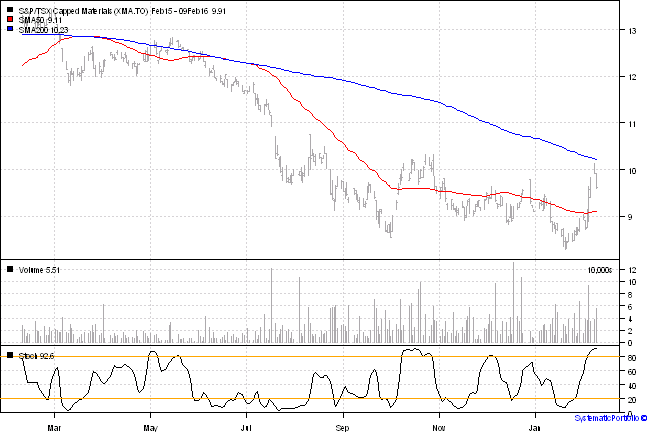 S&P/TSX Capped Materials (XMA.TO) Feb15 - 09Feb16 9.91
SMA50 9.11
SMA200 10.23
13
12
11
10
9
Volume 5.51
10,000s
12
10
8
6
4
2
0
Stoch 92.6
80
60
40
20
0
Mar
May
Jul
Sep
Nov
Jan
SystematicPortfolio ©